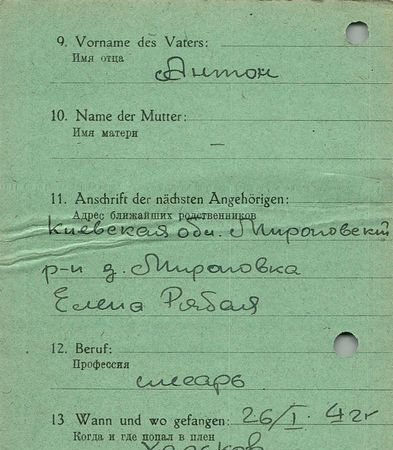 9. Vorname des Vaters:
Имя отца
Антон
10. Name der Mutter:
Имя матери
—
11. Anschrift der nächsten Angehörigen:
Адрес ближайших родственников
Киевская обл. Мироновский
р-н д. Мироновка
Елена Рябая
12. Beruf:
Профессия
слесарь
13 Wann und wo gefangen: 26/I. 42г
Когда и где попал в плен
Харьков